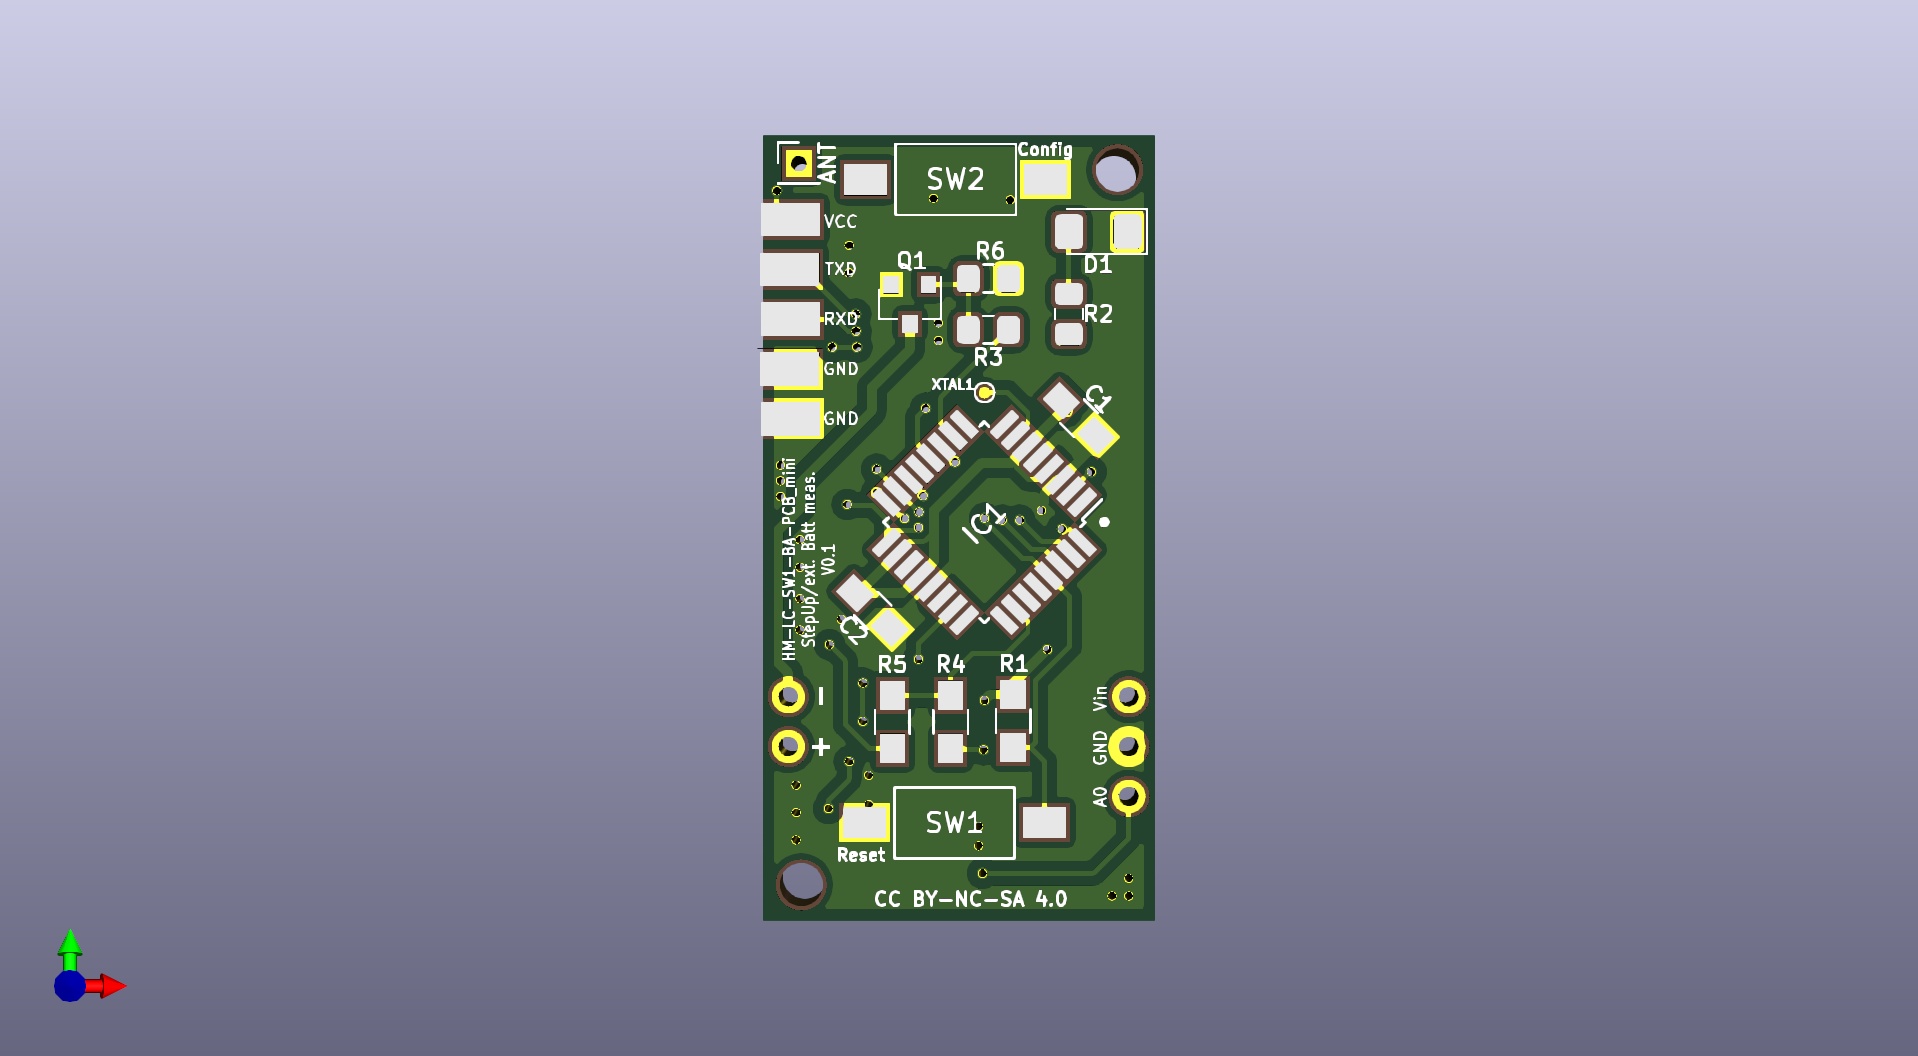 ANT
Config
SW2
VCC
TXD
RXD
GND
GND
Q1
R6
R3
D1
R2
XTAL1
C1
IC1
HM-LC-SW1-BA-PCB_mini
StepUp/ext. Batt meas.
V0.1
C2
R5
R4
R1
-
+
Vin
GND
A0
SW1
Reset
CC BY-NC-SA 4.0